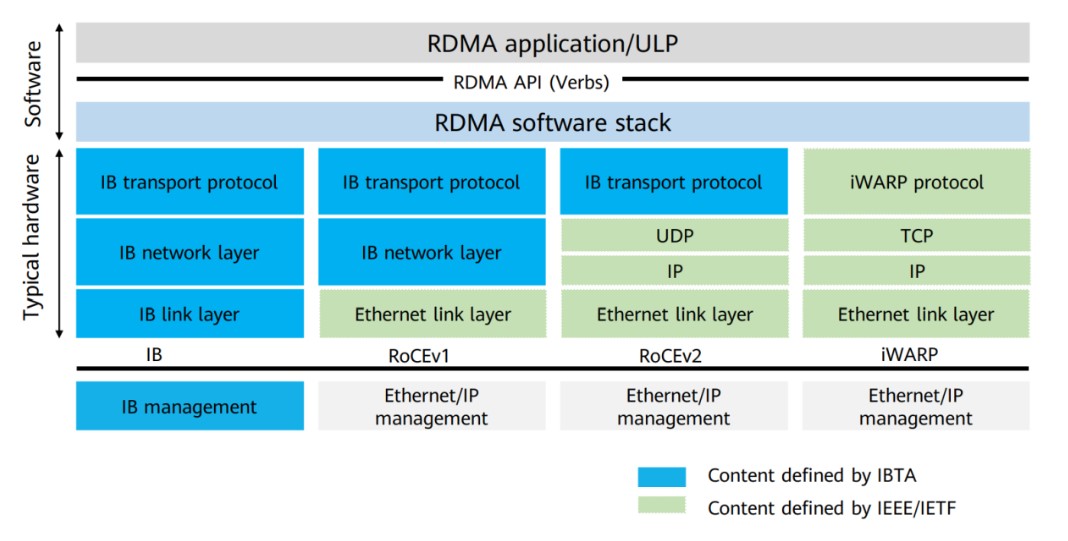 Software
RDMA application/ULP
RDMA API (Verbs)
RDMA software stack
Typical hardware
IB transport protocol
IB transport protocol
IB transport protocol
iWARP protocol
IB network layer
IB network layer
UDP
TCP
IP
IP
IB link layer
Ethernet link layer
Ethernet link layer
Ethernet link layer
IB
RoCEv1
RoCEv2
iWARP
IB management
Ethernet/IP
management
Ethernet/IP
management
Ethernet/IP
management
Content defined by IBTA
Content defined by IEEE/IETF